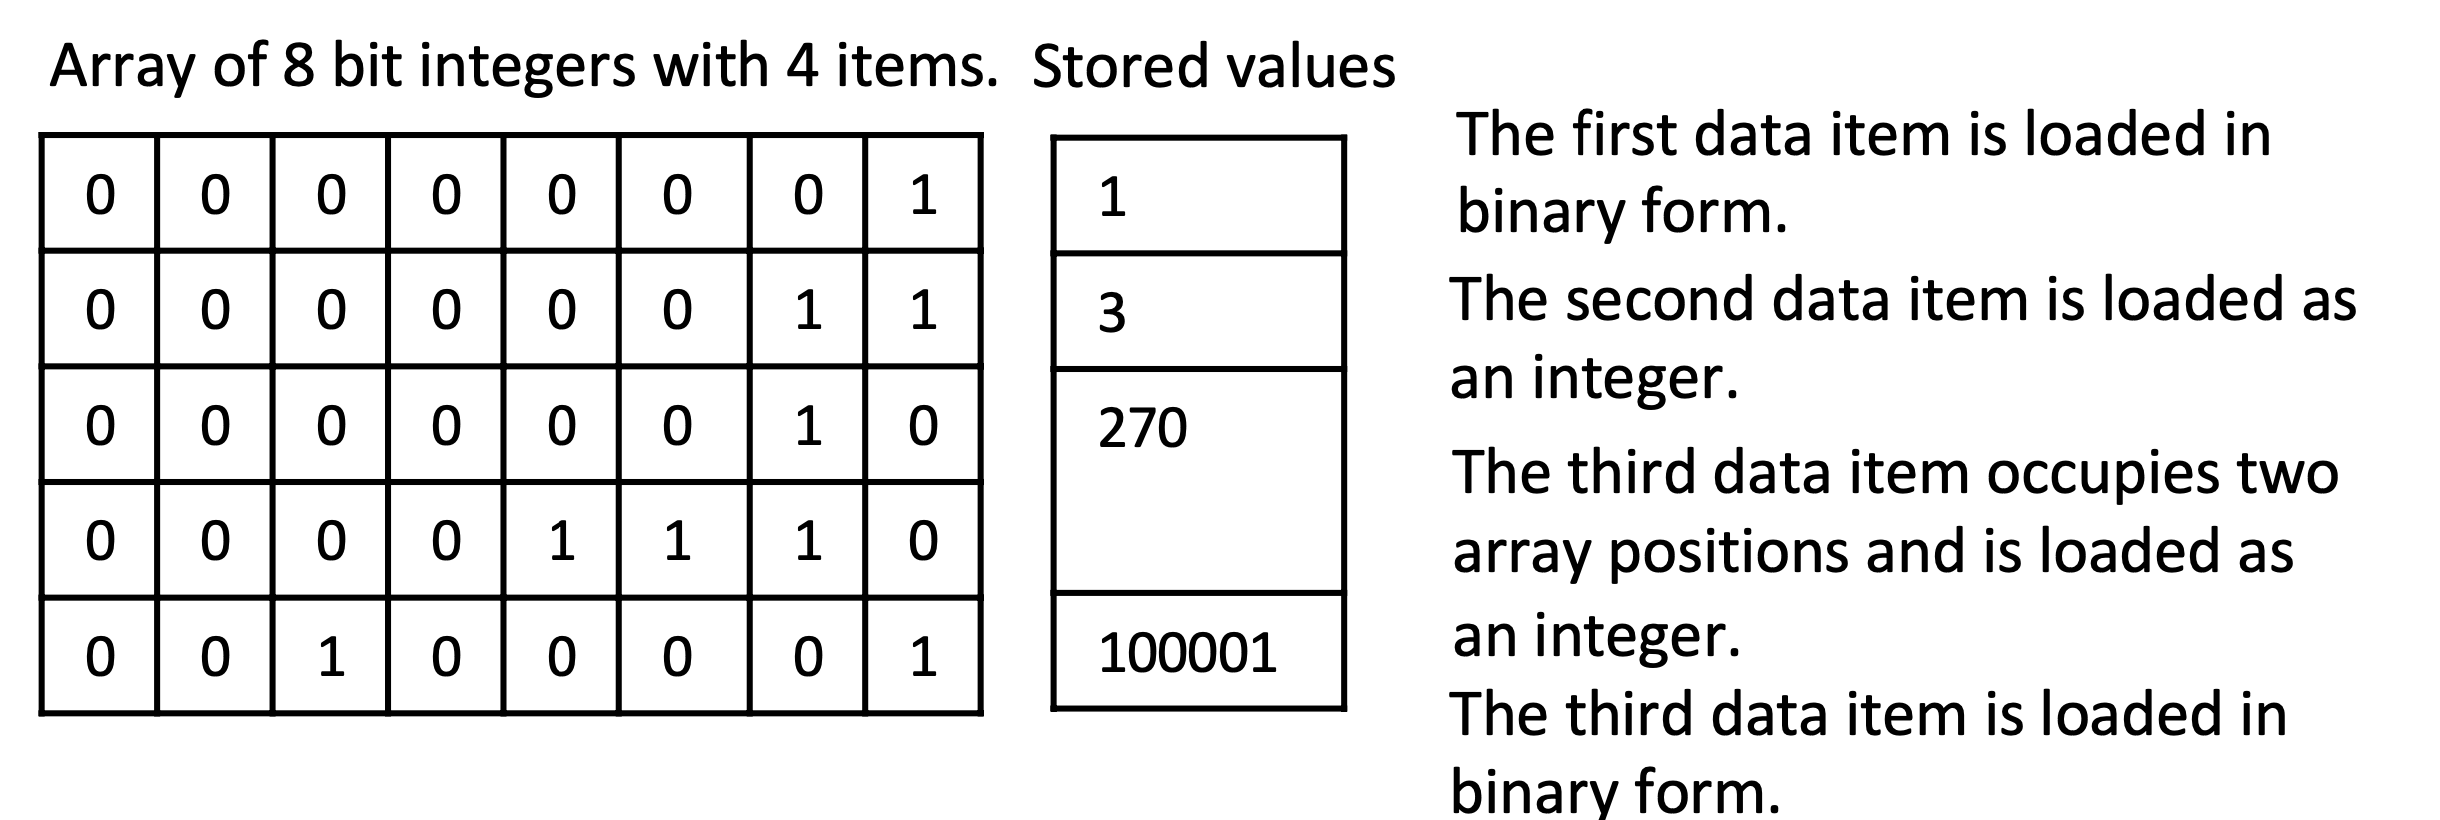 Array of 8 bit integers with 4 items. Stored values
The first data item is loaded in
binary form.
0 0 0 0 0 0 0 1 1
The second data item is loaded as
an integer.
0 0 0 0 0 0 1 1 3
0 0 0 0 0 0 1 0 270
The third data item occupies two
array positions and is loaded as
an integer.
0 0 0 0 1 1 1 0
0 0 1 0 0 0 0 1 100001
The third data item is loaded in
binary form.